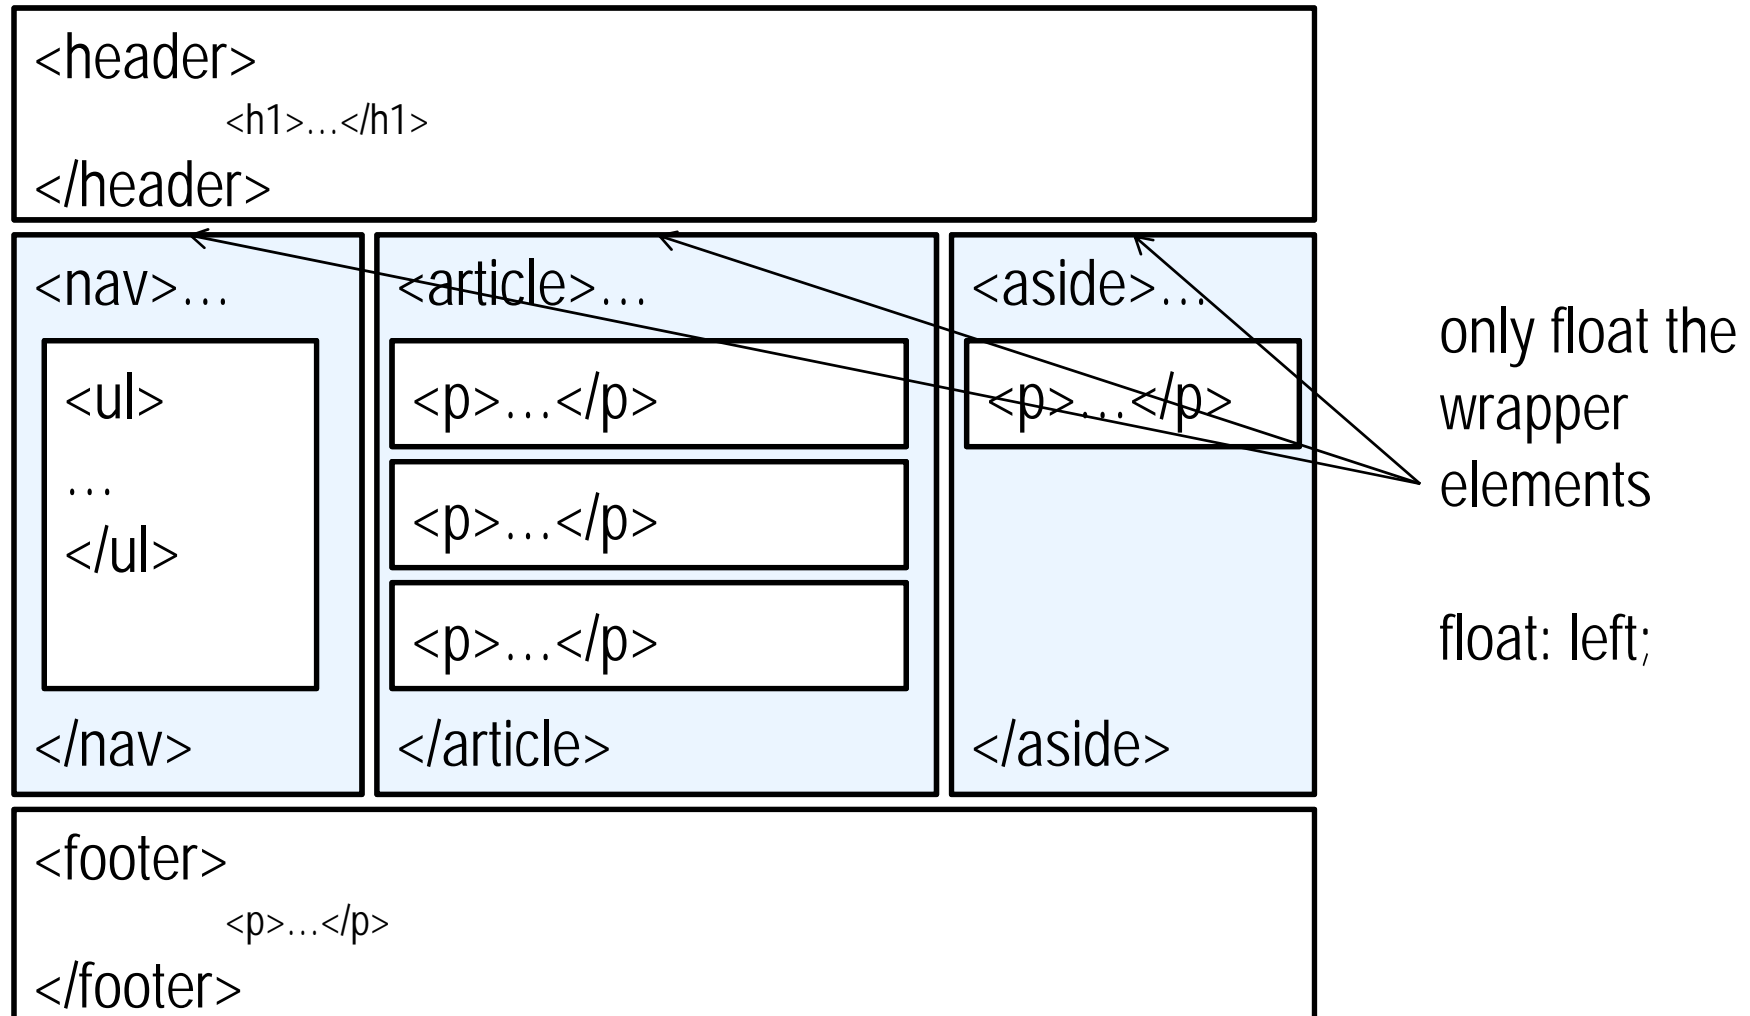 <header>
<h1>…</h1>
</header>
<nav>…
<ul>
…
</ul>
</nav>
<article>…
<p>…</p>
<p>…</p>
<p>…</p>
</article>
<aside>…
<p>…</p>
</aside>
only float the
wrapper
elements
float: left;
<footer>
<p>…</p>
</footer>